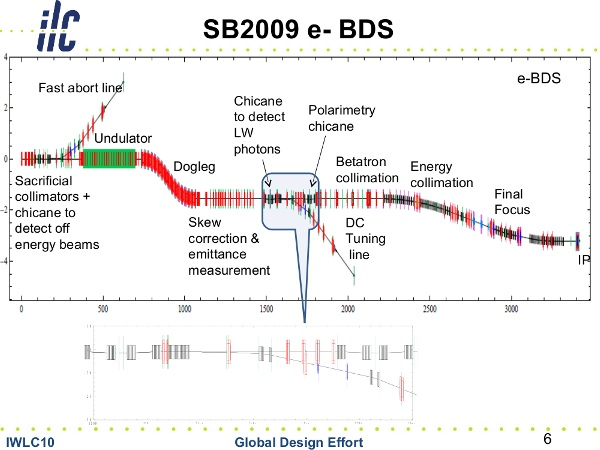 ilc
SB2009 e- BDS
4
2
0
-2
-4
e-BDS
Fast abort line
Undulator
Sacrificial
collimators +
chicane to
detect off
energy beams
Dogleg
Skew
correction &
emittance
measurement
Chicane
to detect
LW
photons
Polarimetry
chicane
DC
Tuning
line
Betatron
collimation
Energy
collimation
Final
Focus
IP
0 500 1000 1500 2000 2500 3000
IWLC10 Global Design Effort 6